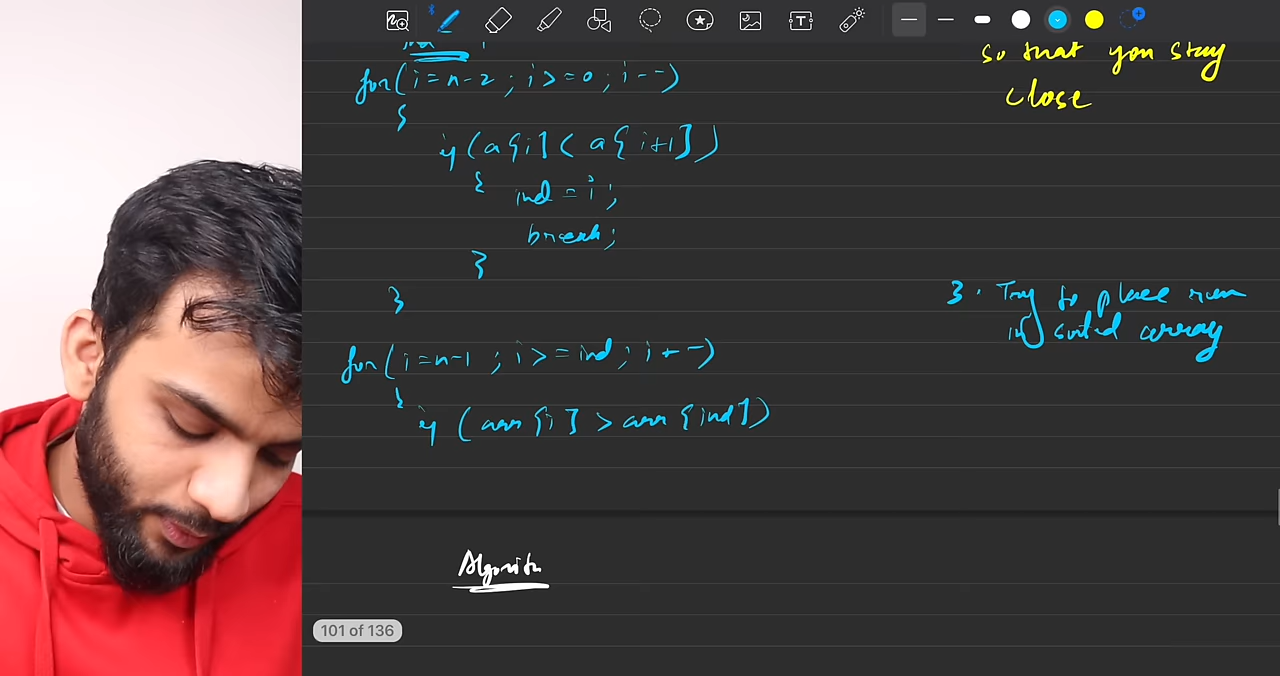 so that you stay
close
for(i=n-2 ; i>=0 ; i--)
{
if (a[i] < a[i+1])
{ ind = i ;
break;
}
}
3. Try to place rem
in sorted array
for(i=n-1 ; i>=ind ; i--)
{
if (arr[i] > arr[ind])
Algorith
101 of 136